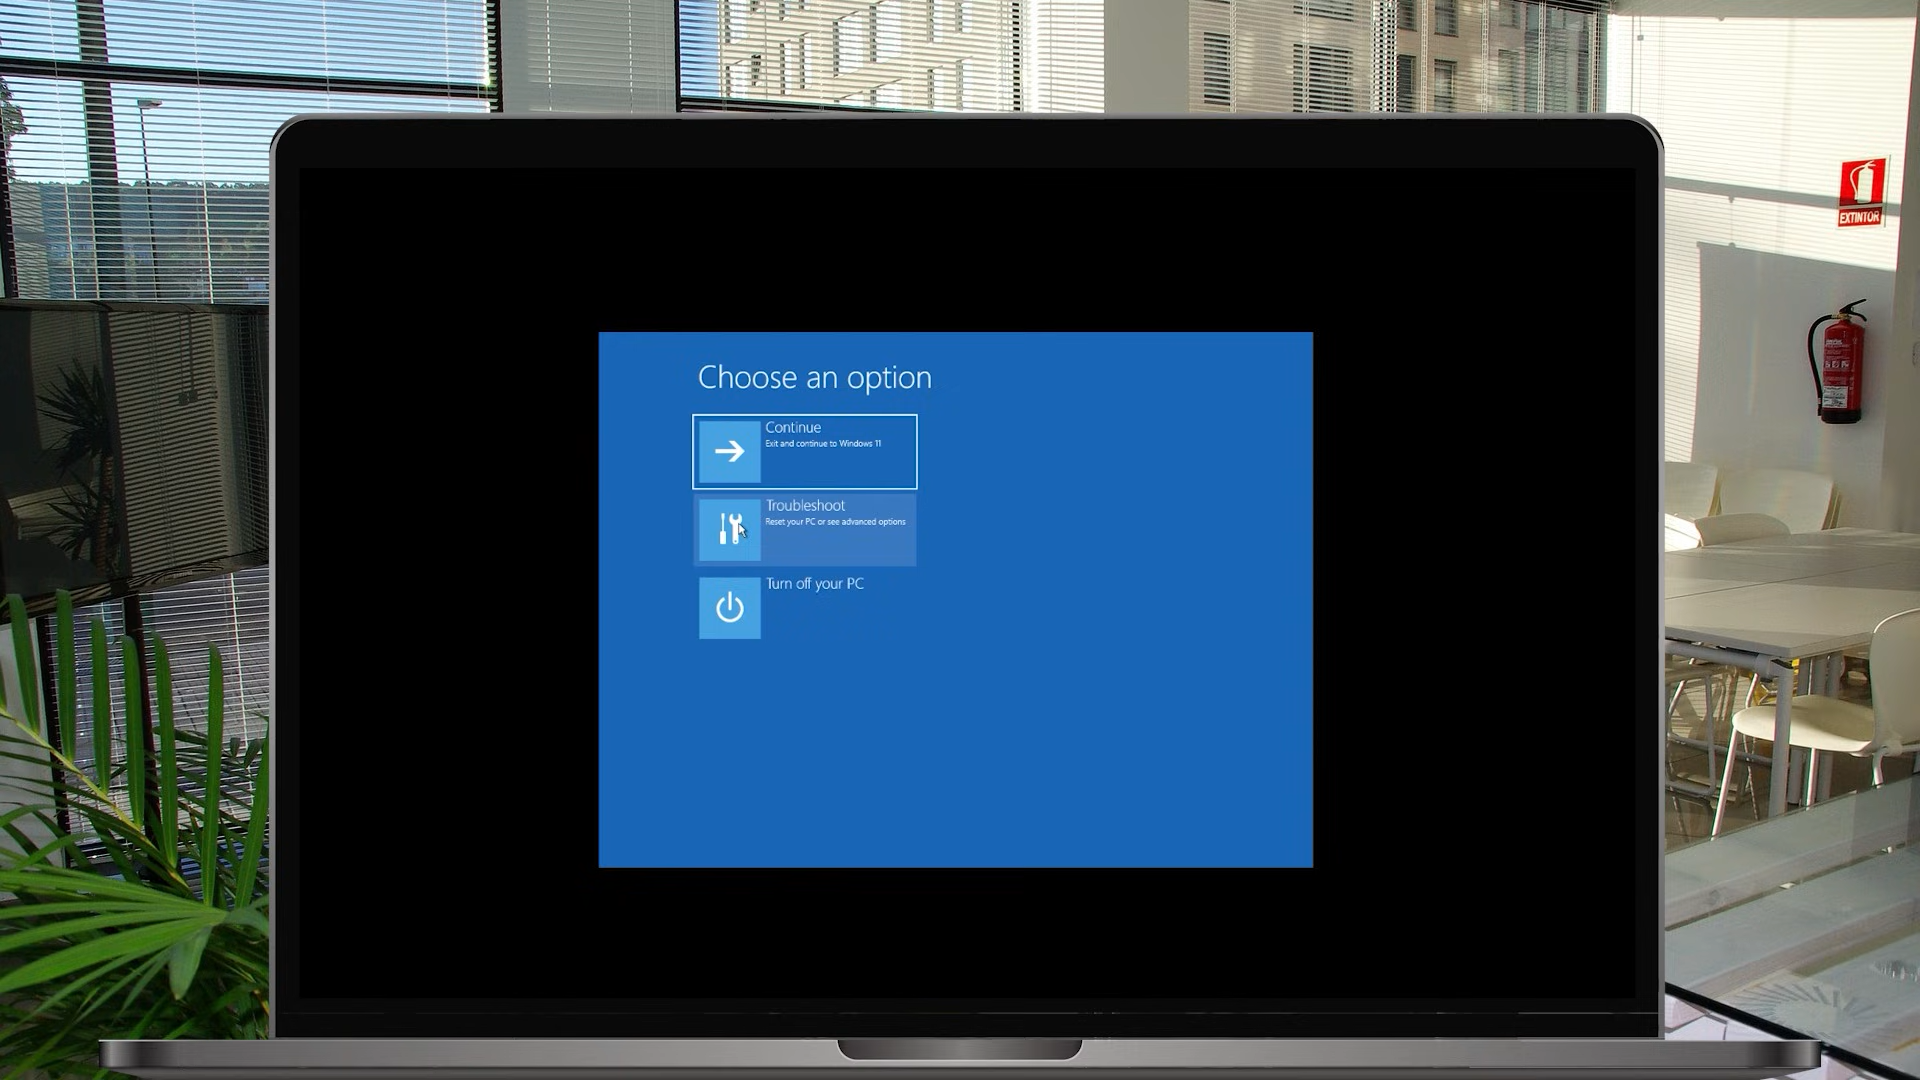 EXTINTOR
Choose an option
Continue
Exit and continue to Windows 11
Troubleshoot
Reset your PC or see advanced options
Turn off your PC